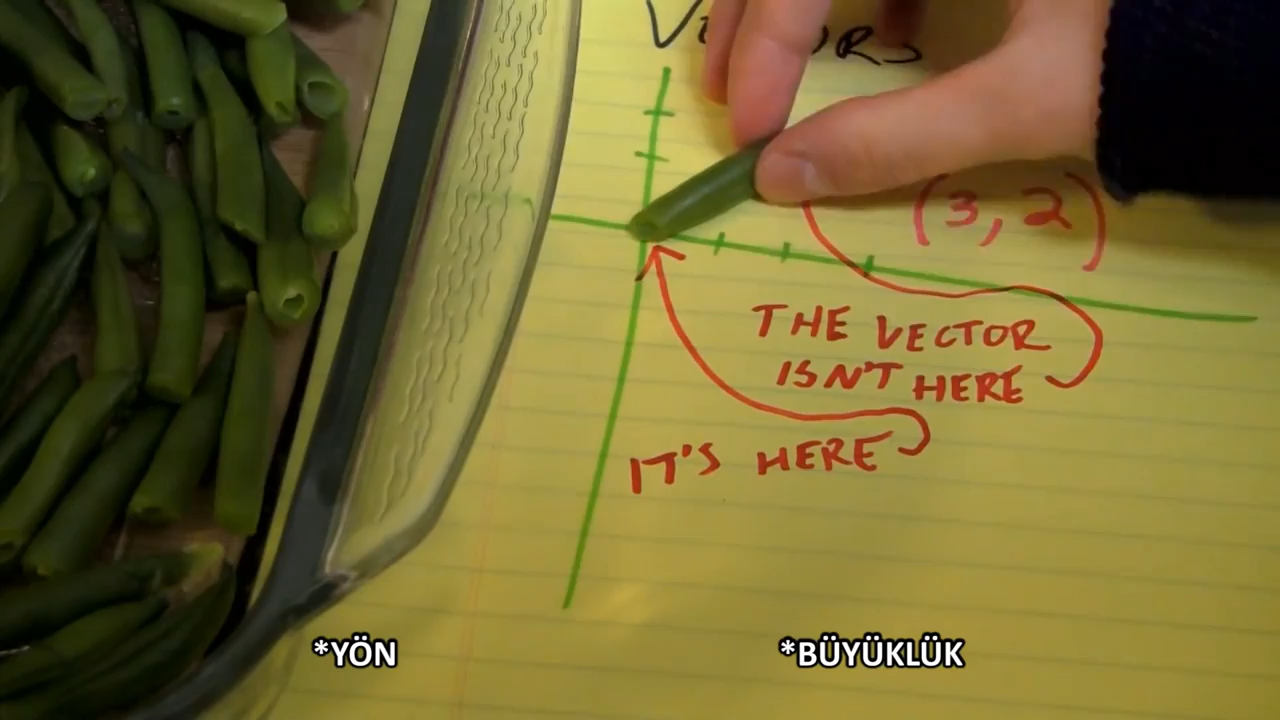 (3, 2)
THE VECTOR
ISN'T HERE
IT'S HERE
*YÖN
*BÜYÜKLÜK